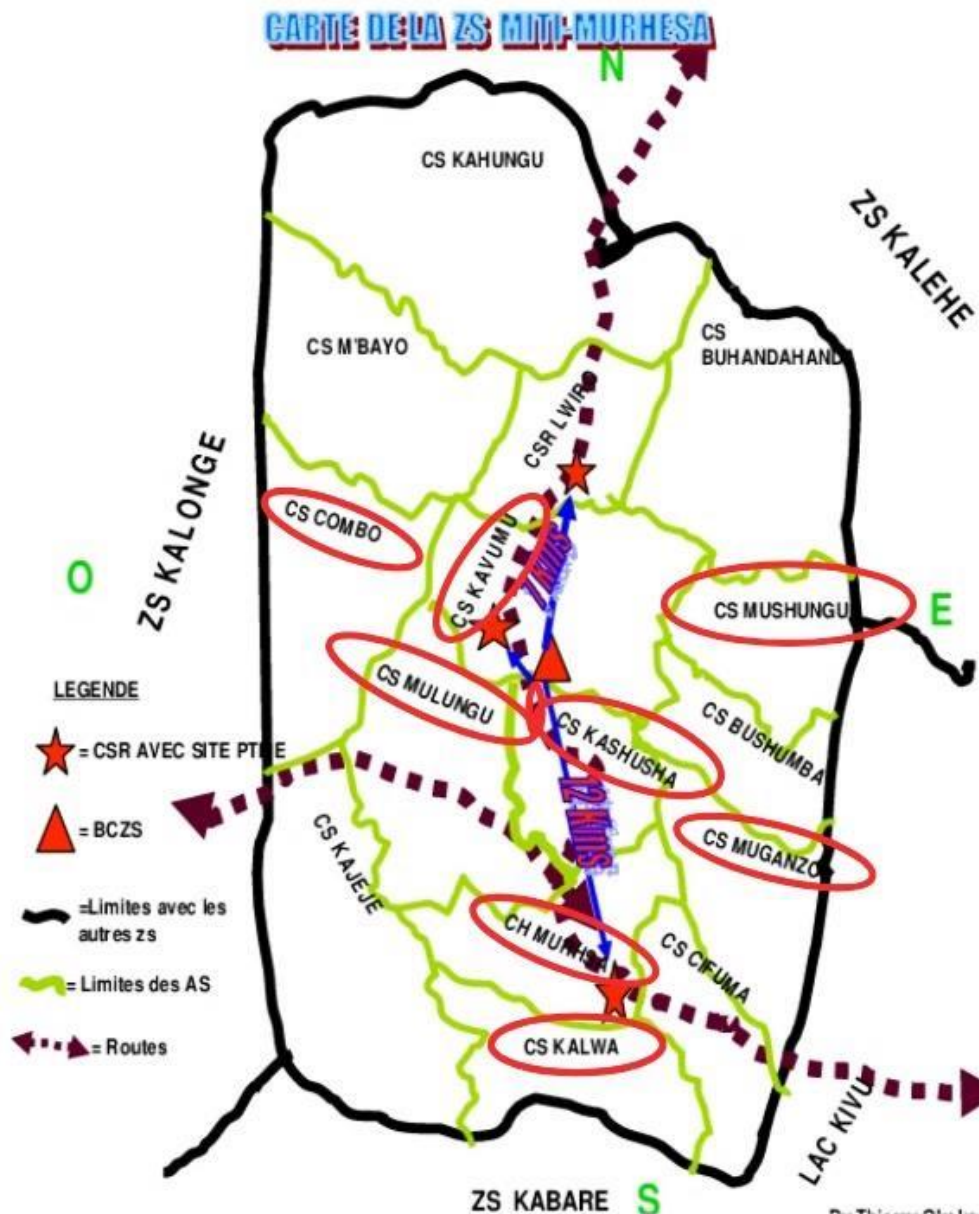 CARTE DE LA ZS MITI-MURHESA
N
CS KAHUNGU
ZS KALEHE
CS M'BAYO
CS
BUHANDAHANDA
CSR LWIRO
ZS KALONGE
CS COMBO
CS KAVUMU
7 KMS
O
CS MUSHUNGU
E
CS MULUNGU
CS KASHUSHA
CS BUSHUMBA
LEGENDE
= CSR AVEC SITE PTME
12 KMS
= BCZS
CS KAJEJE
CS MUGANZO
=Limites avec les
autres zs
CH MURHSA
CS CIFUMA
= Limites des AS
= Routes
CS KALWA
LAC KIVU
ZS KABARE
S